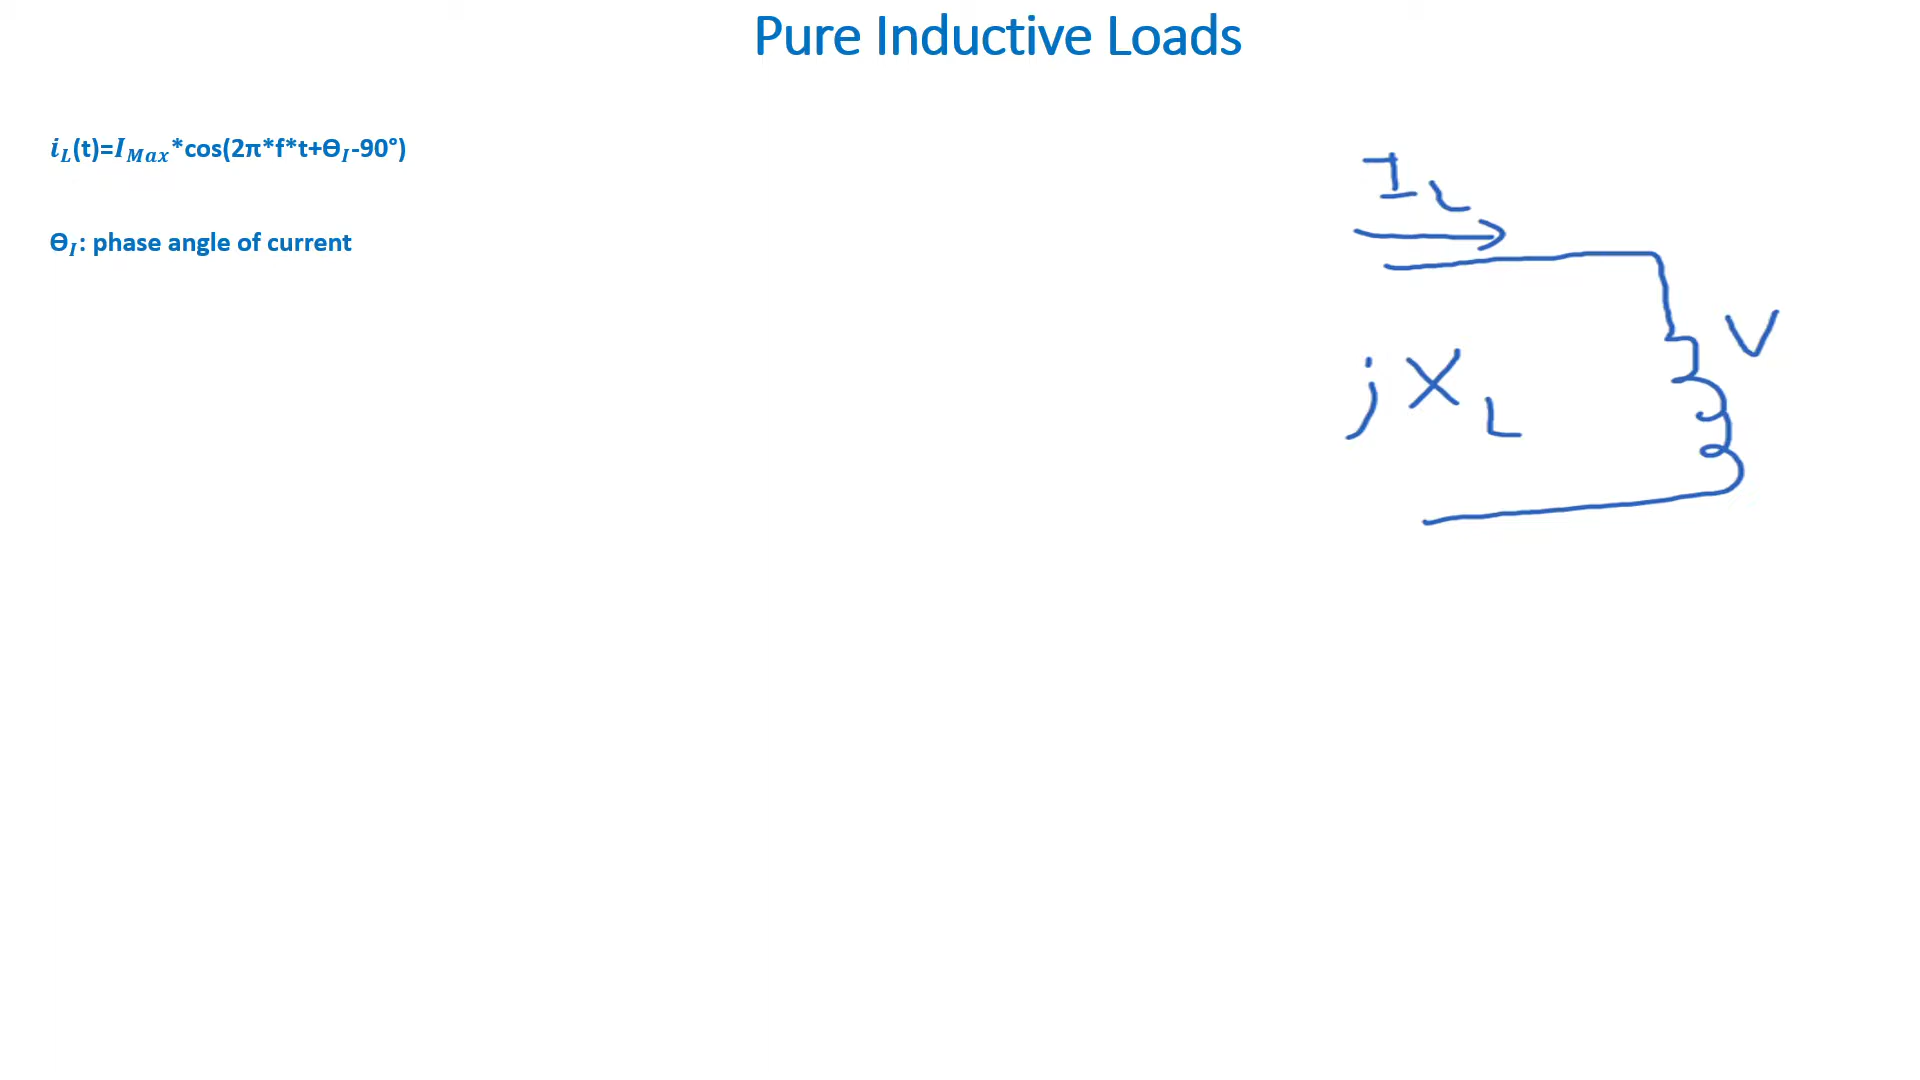 Pure Inductive Loads
i_L(t)=I_Max*cos(2π*f*t+ϴ_I-90°)
ϴ_I: phase angle of current
I_L
V
jX_L